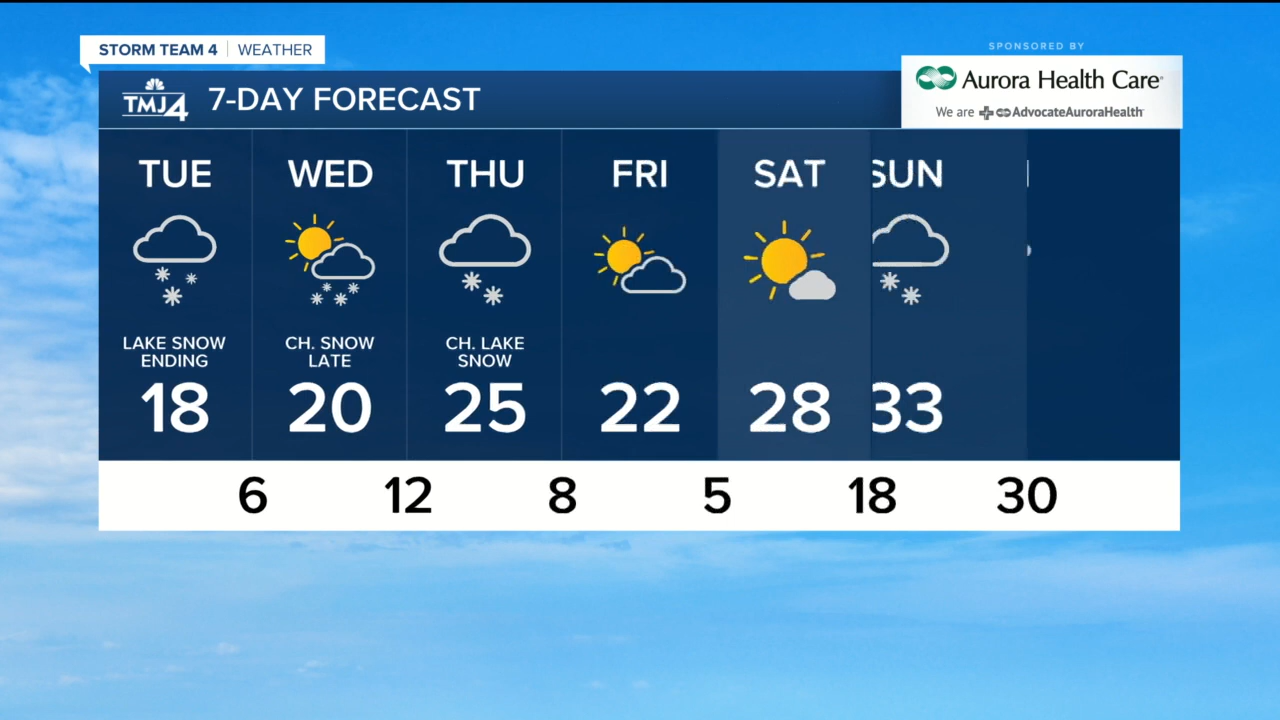 STORM TEAM 4 | WEATHER
SPONSORED BY
Aurora Health Care®
We are AdvocateAuroraHealth™
TMJ4 7-DAY FORECAST
TUE WED THU FRI SAT SUN
LAKE SNOW ENDING
CH. SNOW LATE
CH. LAKE SNOW
18 20 25 22 28 33
6 12 8 5 18 30